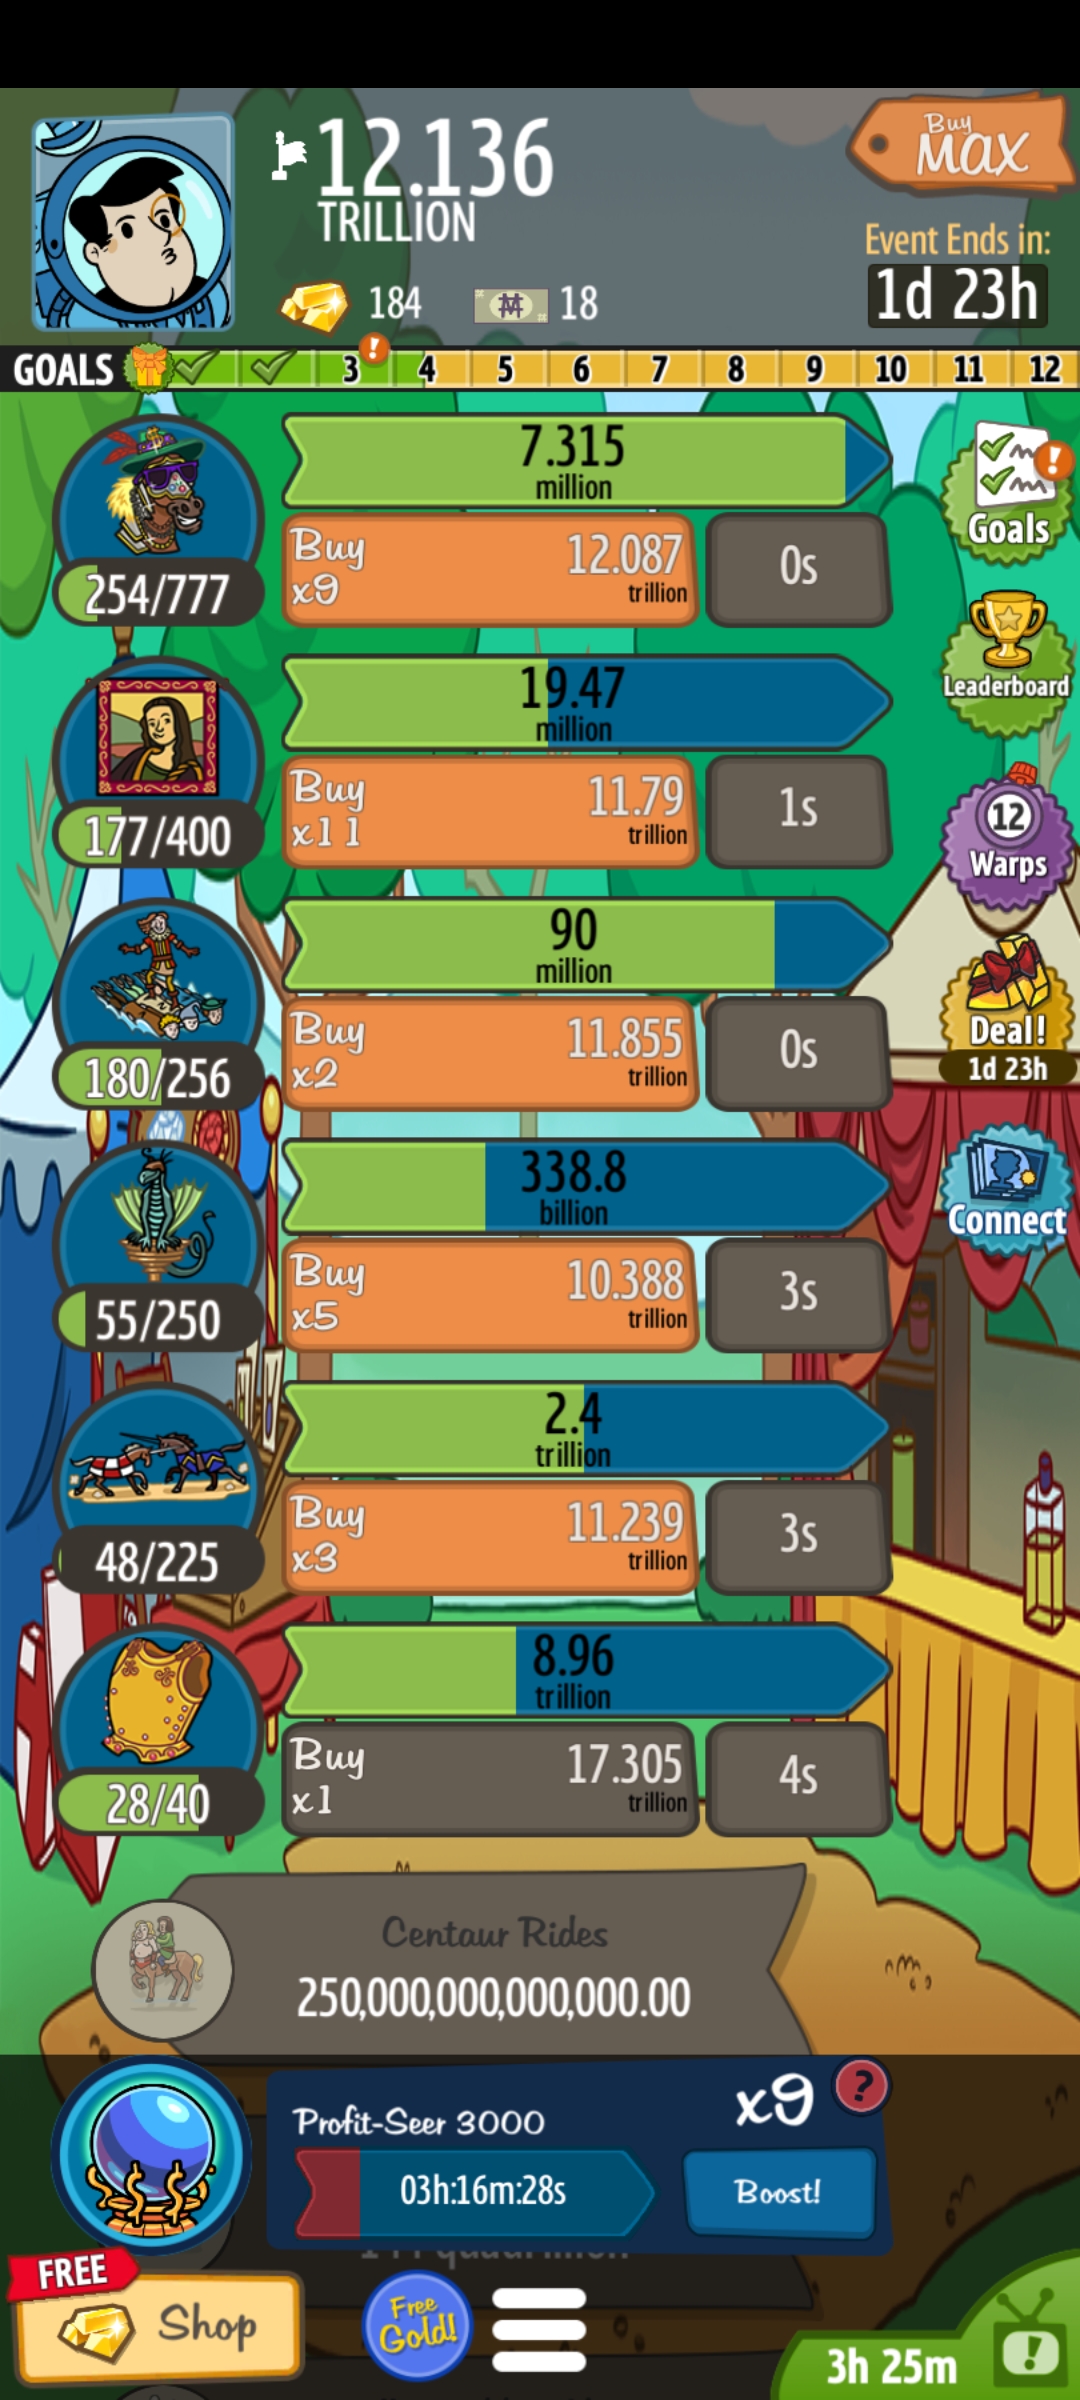 12.136
TRILLION
Buy
MAX
184
18
Event Ends in:
1d 23h
GOALS 3 ! 4 5 6 7 8 9 10 11 12
7.315
million
Buy
x9
12.087
trillion
0s
254/777
!
Goals
19.47
million
Buy
x11
11.79
trillion
1s
177/400
Leaderboard
12
Warps
90
million
Buy
x2
11.855
trillion
0s
180/256
Deal!
1d 23h
338.8
billion
Buy
x5
10.388
trillion
3s
55/250
Connect
2.4
trillion
Buy
x3
11.239
trillion
3s
48/225
8.96
trillion
Buy
x1
17.305
trillion
4s
28/40
Centaur Rides
250,000,000,000,000.00
Profit-Seer 3000
x9
?
03h:16m:28s
Boost!
FREE
Shop
Free
Gold!
3h 25m
!